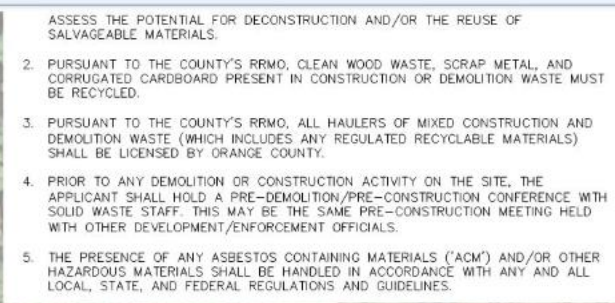 ASSESS THE POTENTIAL FOR DECONSTRUCTION AND/OR THE REUSE OF
SALVAGEABLE MATERIALS.
2. PURSUANT TO THE COUNTY'S RRMO, CLEAN WOOD WASTE, SCRAP METAL, AND
CORRUGATED CARDBOARD PRESENT IN CONSTRUCTION OR DEMOLITION WASTE MUST
BE RECYCLED.
3. PURSUANT TO THE COUNTY'S RRMO, ALL HAULERS OF MIXED CONSTRUCTION AND
DEMOLITION WASTE (WHICH INCLUDES ANY REGULATED RECYCLABLE MATERIALS)
SHALL BE LICENSED BY ORANGE COUNTY.
4. PRIOR TO ANY DEMOLITION OR CONSTRUCTION ACTIVITY ON THE SITE, THE
APPLICANT SHALL HOLD A PRE-DEMOLITION/PRE-CONSTRUCTION CONFERENCE WITH
SOLID WASTE STAFF. THIS MAY BE THE SAME PRE-CONSTRUCTION MEETING HELD
WITH OTHER DEVELOPMENT/ENFORCEMENT OFFICIALS.
5. THE PRESENCE OF ANY ASBESTOS CONTAINING MATERIALS ('ACM') AND/OR OTHER
HAZARDOUS MATERIALS SHALL BE HANDLED IN ACCORDANCE WITH ANY AND ALL
LOCAL, STATE, AND FEDERAL REGULATIONS AND GUIDELINES.